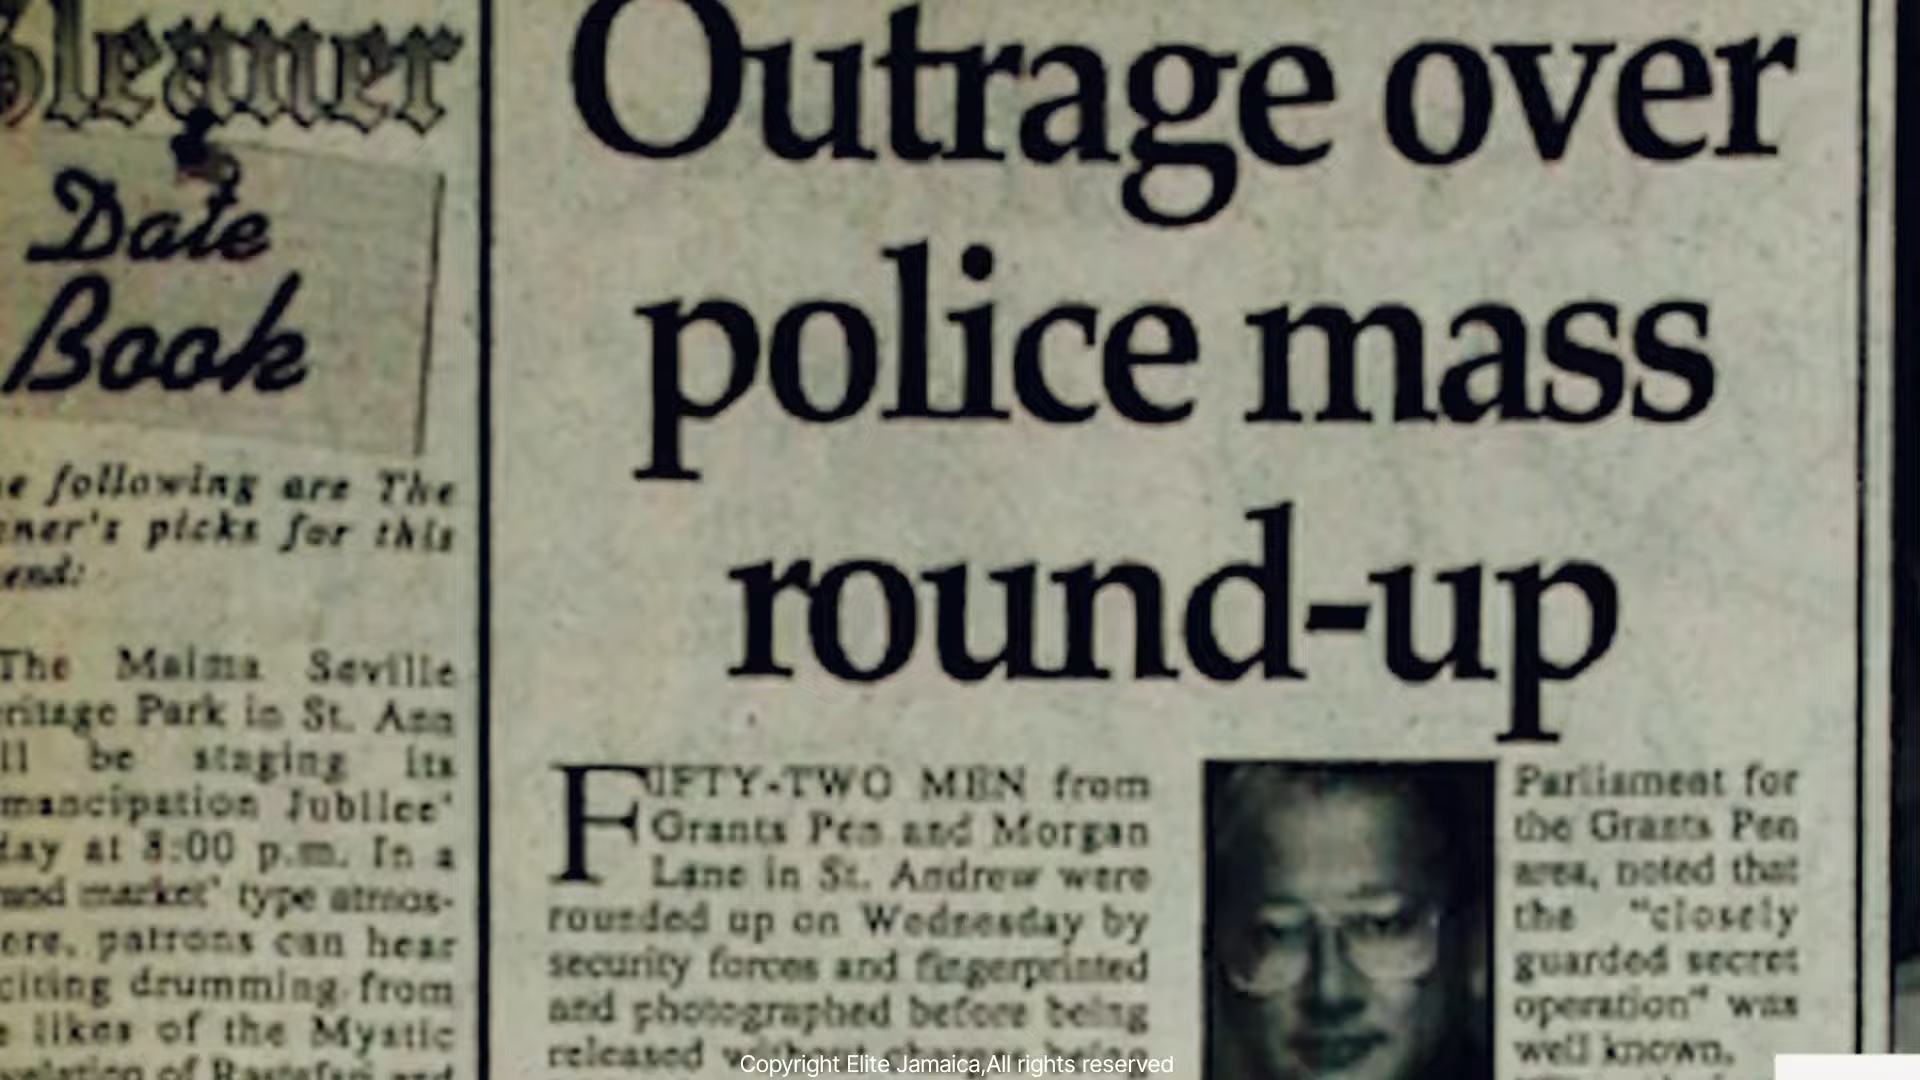 Gleaner
Date
Book
following are The
picks for this
end:
The Maima Seville
Park in St. Ann
be staging its
mancipation Jubilee'
day at 8:00 p.m. In a
market' type atmos-
ere, patrons can hear
citing drumming from
likes of the Mystic
Outrage over
police mass
round-up
FIFTY-TWO MEN from
Grants Pen and Morgan
Lane in St. Andrew were
rounded up on Wednesday by
security forces and fingerprinted
and photographed before being
released without
Parliament for
the Grants Pen
area, noted that
the "closely
guarded secret
operation" was
well known.
Copyright Elite Jamaica,All rights reserved